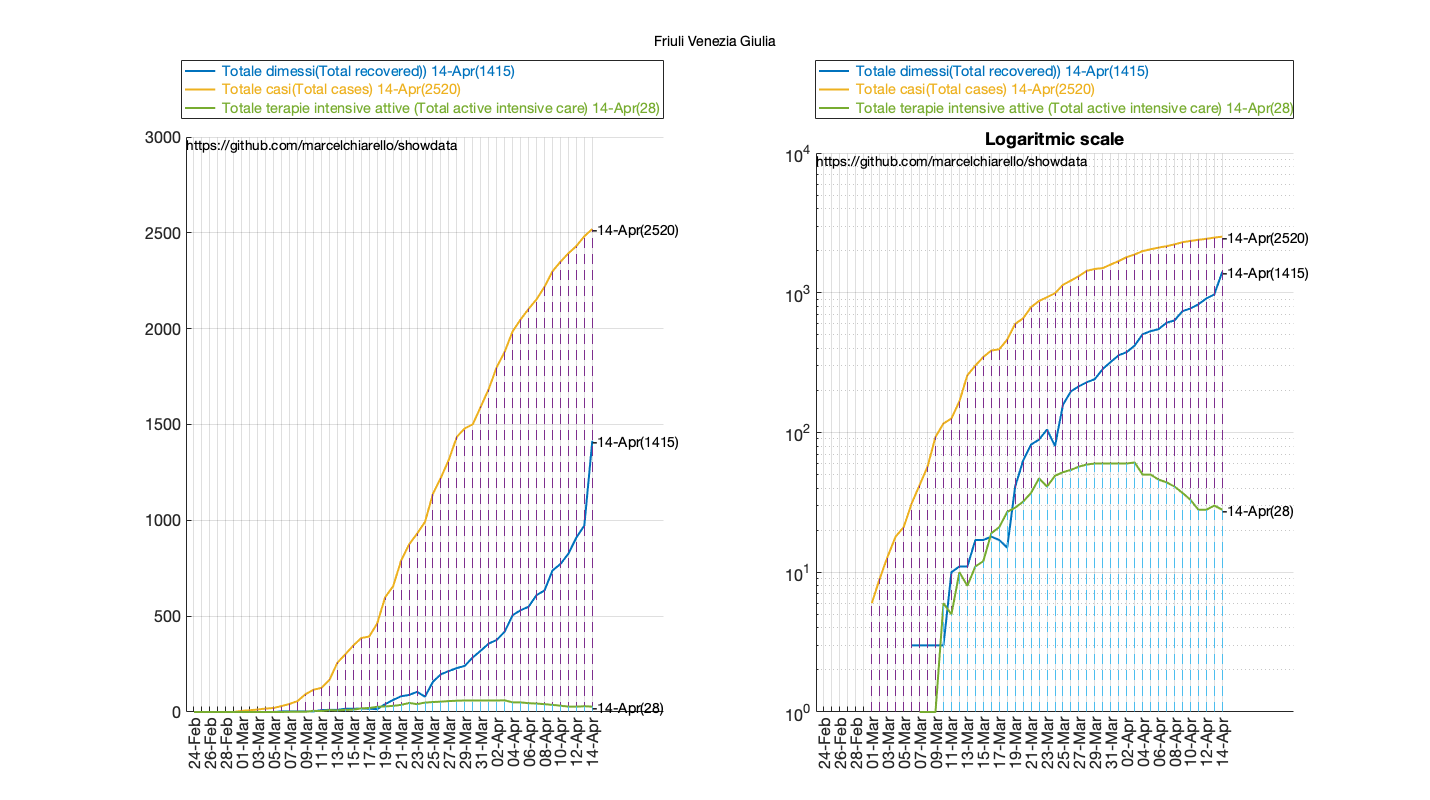 Friuli Venezia Giulia
Totale dimessi(Total recovered)) 14-Apr(1415)
Totale casi(Total cases) 14-Apr(2520)
Totale terapie intensive attive (Total active intensive care) 14-Apr(28)
https://github.com/marcelchiarello/showdata
3000
2500
2000
1500
1000
500
0
14-Apr(2520)
14-Apr(1415)
14-Apr(28)
24-Feb
26-Feb
28-Feb
01-Mar
03-Mar
05-Mar
07-Mar
09-Mar
11-Mar
13-Mar
15-Mar
17-Mar
19-Mar
21-Mar
23-Mar
25-Mar
27-Mar
29-Mar
31-Mar
02-Apr
04-Apr
06-Apr
08-Apr
10-Apr
12-Apr
14-Apr
Totale dimessi(Total recovered)) 14-Apr(1415)
Totale casi(Total cases) 14-Apr(2520)
Totale terapie intensive attive (Total active intensive care) 14-Apr(28)
Logaritmic scale
https://github.com/marcelchiarello/showdata
10^4
10^3
10^2
10^1
10^0
14-Apr(2520)
14-Apr(1415)
14-Apr(28)
24-Feb
26-Feb
28-Feb
01-Mar
03-Mar
05-Mar
07-Mar
09-Mar
11-Mar
13-Mar
15-Mar
17-Mar
19-Mar
21-Mar
23-Mar
25-Mar
27-Mar
29-Mar
31-Mar
02-Apr
04-Apr
06-Apr
08-Apr
10-Apr
12-Apr
14-Apr